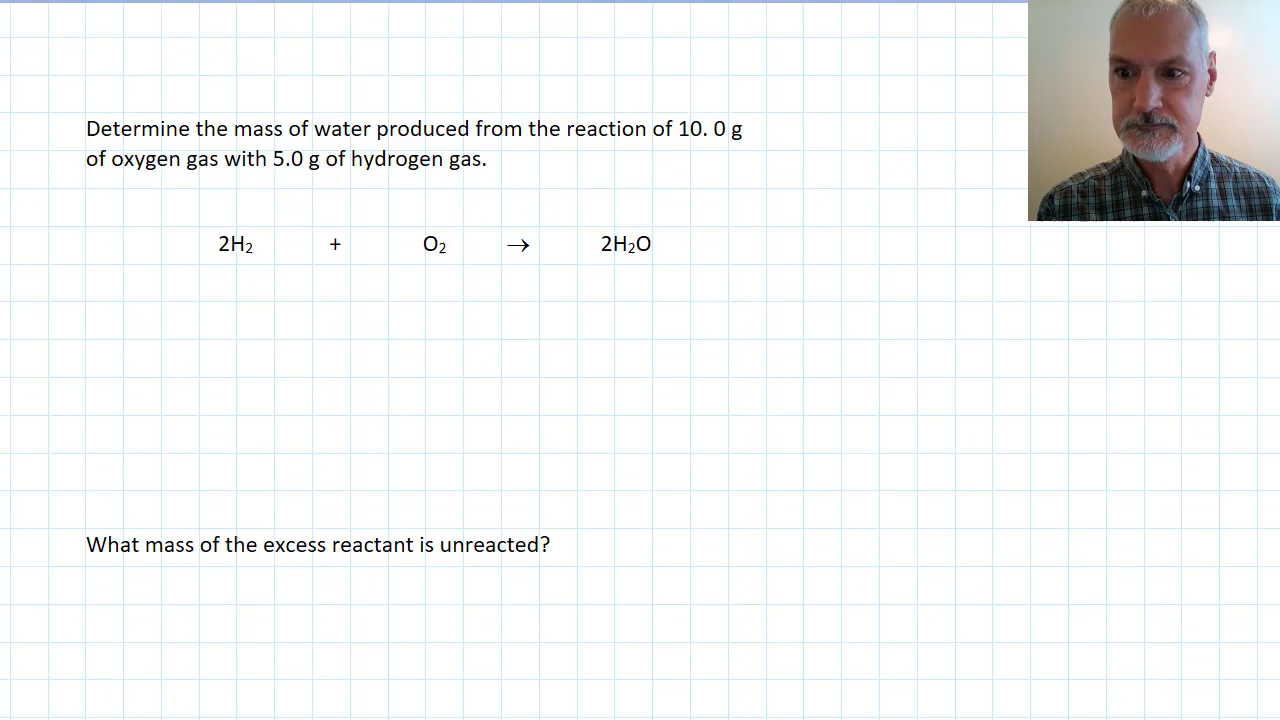 Determine the mass of water produced from the reaction of 10. 0 g
of oxygen gas with 5.0 g of hydrogen gas.
2H₂ + O₂ → 2H₂O
What mass of the excess reactant is unreacted?